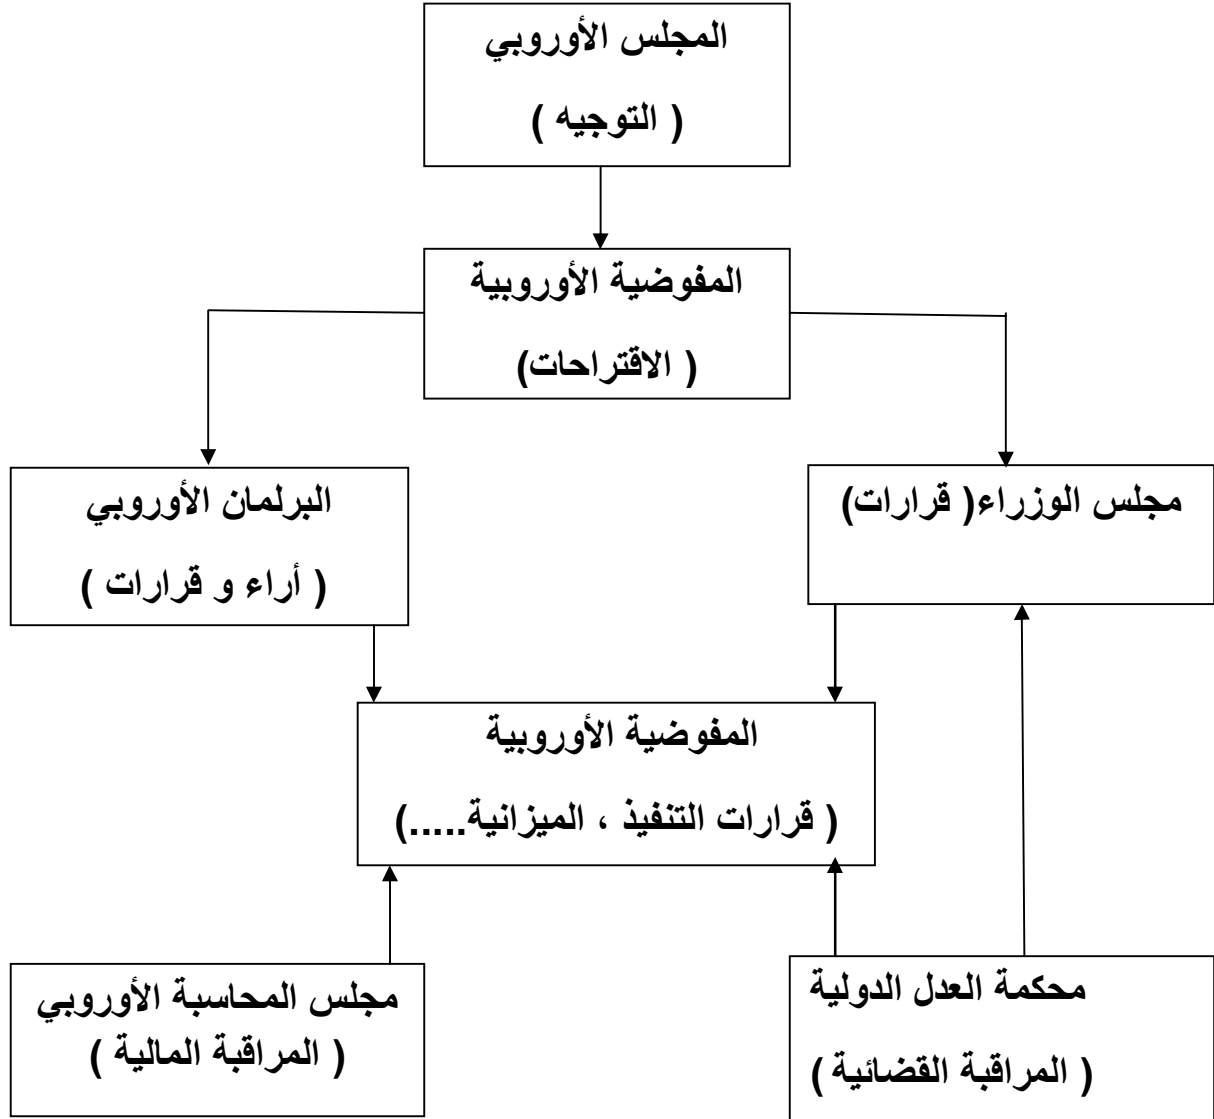 المجلس الأوروبي
( التوجيه )
المفوضية الأوروبية
( الاقتراحات)
مجلس الوزراء( قرارات)
البرلمان الأوروبي
( أراء و قرارات )
المفوضية الأوروبية
( قرارات التنفيذ ، الميزانية.....)
محكمة العدل الدولية
( المراقبة القضائية )
مجلس المحاسبة الأوروبي
( المراقبة المالية )